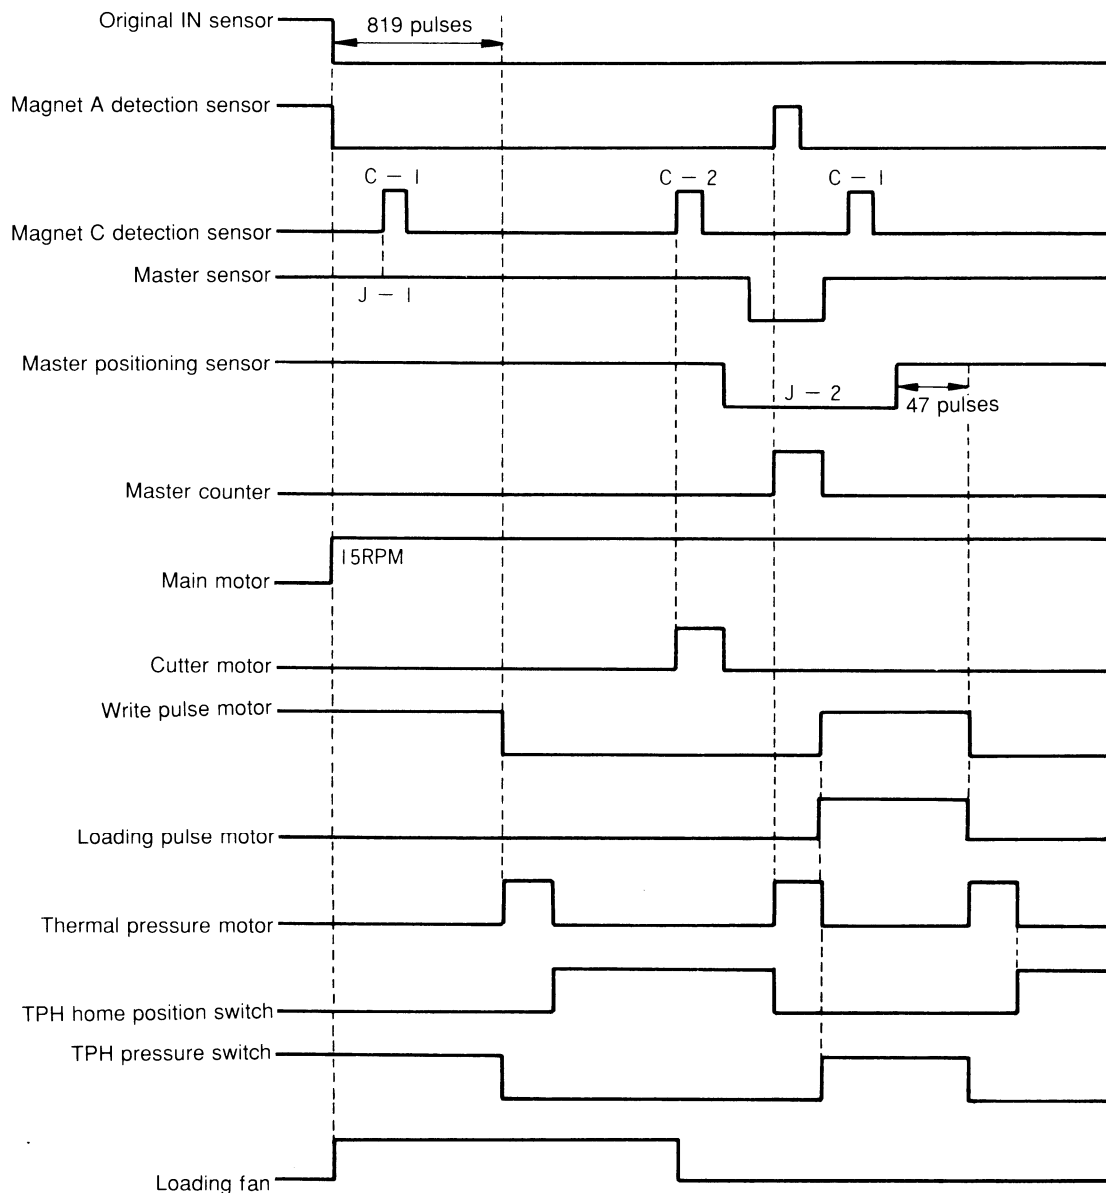 Original IN sensor
819 pulses
Magnet A detection sensor
C – 1
C – 2
C – 1
Magnet C detection sensor
Master sensor
J – 1
Master positioning sensor
J – 2
47 pulses
Master counter
15RPM
Main motor
Cutter motor
Write pulse motor
Loading pulse motor
Thermal pressure motor
TPH home position switch
TPH pressure switch
Loading fan